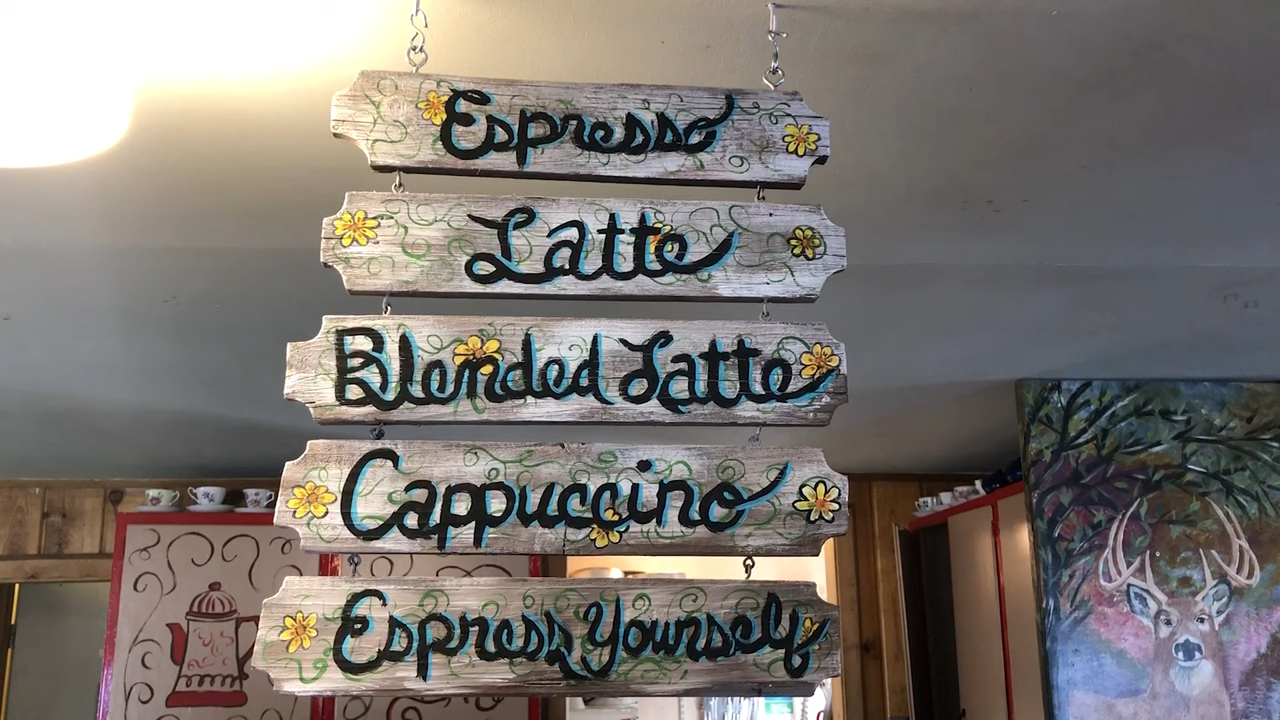 Espresso
Latte
Blended Latte
Cappuccino
Espress Yourself